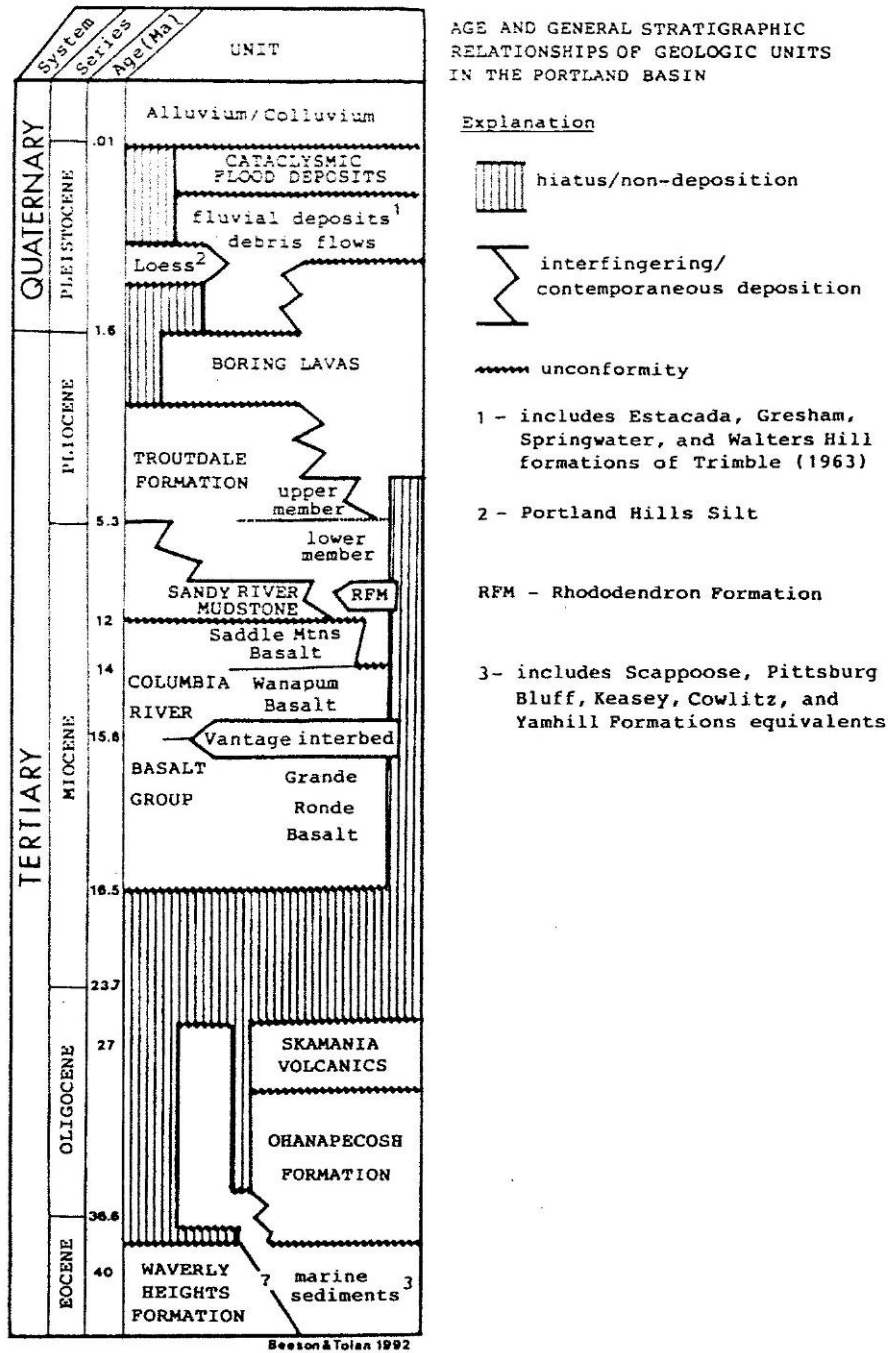 System
Series
Age(Ma)
UNIT
QUATERNARY
TERTIARY
PLEISTOCENE
PLIOCENE
MIOCENE
OLIGOCENE
EOCENE
.01
1.6
5.3
12
14
15.6
16.5
23.7
27
36.6
40
Alluvium/Colluvium
CATACLYSMIC
FLOOD DEPOSITS
fluvial deposits 1
debris flows
Loess 2
BORING LAVAS
TROUTDALE
FORMATION
upper
member
lower
member
SANDY RIVER
MUDSTONE
RFM
Saddle Mtns
Basalt
COLUMBIA
RIVER
BASALT
GROUP
Wanapum
Basalt
Vantage interbed
Grande
Ronde
Basalt
SKAMANIA
VOLCANICS
OHANAPECOSH
FORMATION
WAVERLY
HEIGHTS
FORMATION
?
marine
sediments 3
Beeson & Tolan 1992
AGE AND GENERAL STRATIGRAPHIC
RELATIONSHIPS OF GEOLOGIC UNITS
IN THE PORTLAND BASIN
Explanation
hiatus/non-deposition
interfingering/
contemporaneous deposition
unconformity
1 - includes Estacada, Gresham,
Springwater, and Walters Hill
formations of Trimble (1963)
2 - Portland Hills Silt
RFM - Rhododendron Formation
3- includes Scappoose, Pittsburg
Bluff, Keasey, Cowlitz, and
Yamhill Formations equivalents